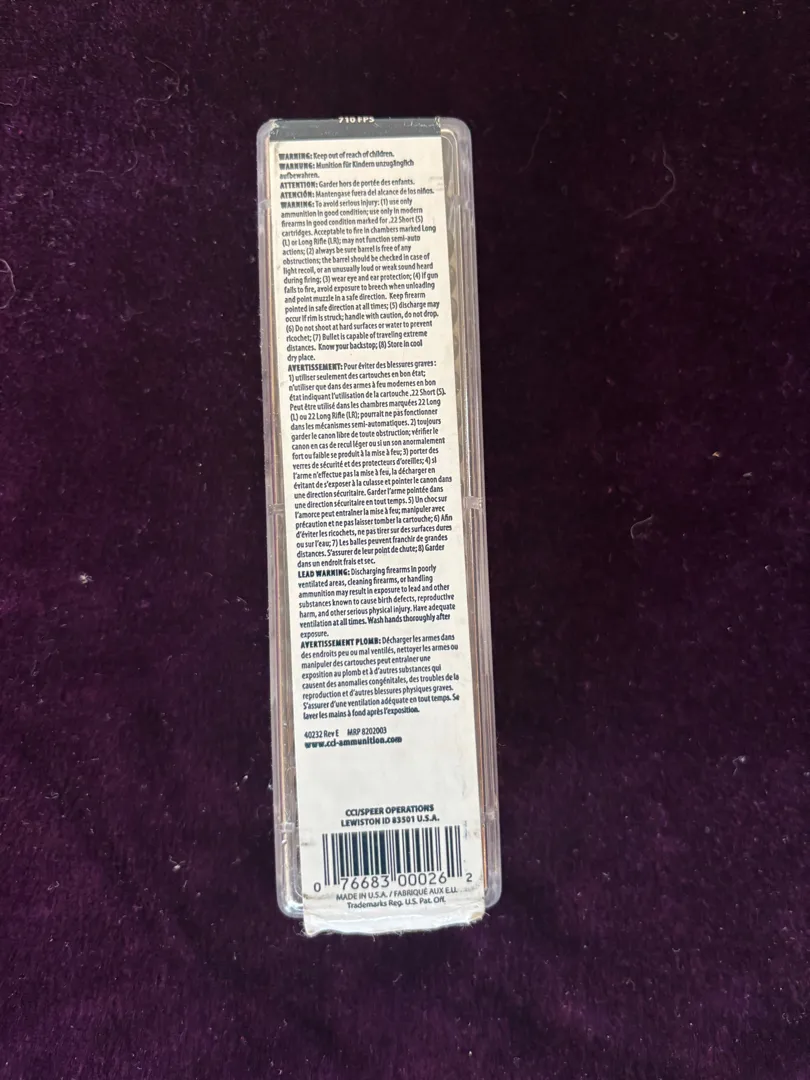 710 FPS
WARNING: Keep out of reach of children.
WARNUNG: Munition für Kindern unzugänglich
aufbewahren.
ATTENTION: Garder hors de portée des enfants.
ATENCIÓN: Mantengase fuera del alcance de los niños.
WARNING: To avoid serious injury: (1) use only
ammunition in good condition; use only in modern
firearms in good condition marked for .22 Short (S)
cartridges. Acceptable to fire in chambers marked Long
(L) or Long Rifle (LR); may not function semi-auto
actions; (2) always be sure barrel is free of any
obstructions; the barrel should be checked in case of
light recoil, or an unusually loud or weak sound heard
during firing; (3) wear eye and ear protection; (4) if gun
fails to fire, avoid exposure to breech when unloading
and point muzzle in a safe direction. Keep firearm
pointed in safe direction at all times; (5) discharge may
occur if rim is struck; handle with caution, do not drop.
(6) Do not shoot at hard surfaces or water to prevent
ricochet; (7) Bullet is capable of traveling extreme
distances. Know your backstop; (8) Store in cool
dry place.
AVERTISSEMENT: Pour éviter des blessures graves:
1) utiliser seulement des cartouches en bon état;
n'utiliser que dans des armes à feu modernes en bon
état indiquant l'utilisation de la cartouche .22 Short (S).
Peut être utilisé dans les chambres marquées 22 Long
(L) ou 22 Long Rifle (LR); pourrait ne pàs fonctionner
dans les mécanismes semi-automatiques. 2) toujours
garder le canon libre de toute obstruction; vérifier le
canon en cas de recul léger ou si un son anormalement
fort ou faible se produit à la mise à feu; 3) porter des
verres de sécurité et des protecteurs d'oreilles; 4) si
l'arme n'effectue pas la mise à feu, la décharger en
évitant de s'exposer à la culasse et pointer le canon dans
une direction sécuritaire. Garder l'arme pointée dans
une direction sécuritaire en tout temps. 5) Un choc sur
l'amorce peut entraîner la mise à feu; manipuler avec
précaution et ne pas laisser tomber la cartouche; 6) Afin
d'éviter les ricochets, ne pas tirer sur des surfaces dures
ou sur l'eau; 7) Les balles peuvent franchir de grandes
distances. S'assurer de leur point de chute; 8) Garder
dans un endroit frais et sec.
LEAD WARNING: Discharging firearms in poorly
ventilated areas, cleaning firearms, or handling
ammunition may result in exposure to lead and other
substances known to cause birth defects, reproductive
harm, and other serious physical injury. Have adequate
ventilation at all times. Wash hands thoroughly after
exposure.
AVERTISSEMENT PLOMB: Décharger les armes dans
des endroits peu ou mal ventilés, nettoyer les armes ou
manipuler des cartouches peut entraîner une
exposition au plomb et à d'autres substances qui
causent des anomalies congénitales, des troubles de la
reproduction et d'autres blessures physiques graves.
S'assurer d'une ventilation adéquate en tout temps. Se
laver les mains à fond après l'exposition.
40232 Rev E MRP 8202003
www.cci-ammunition.com
CCI/SPEER OPERATIONS
LEWISTON ID 83501 U.S.A.
0 76683 00026 2
MADE IN U.S.A. / FABRIQUÉ AUX E.U.
Trademarks Reg. U.S. Pat. Off.